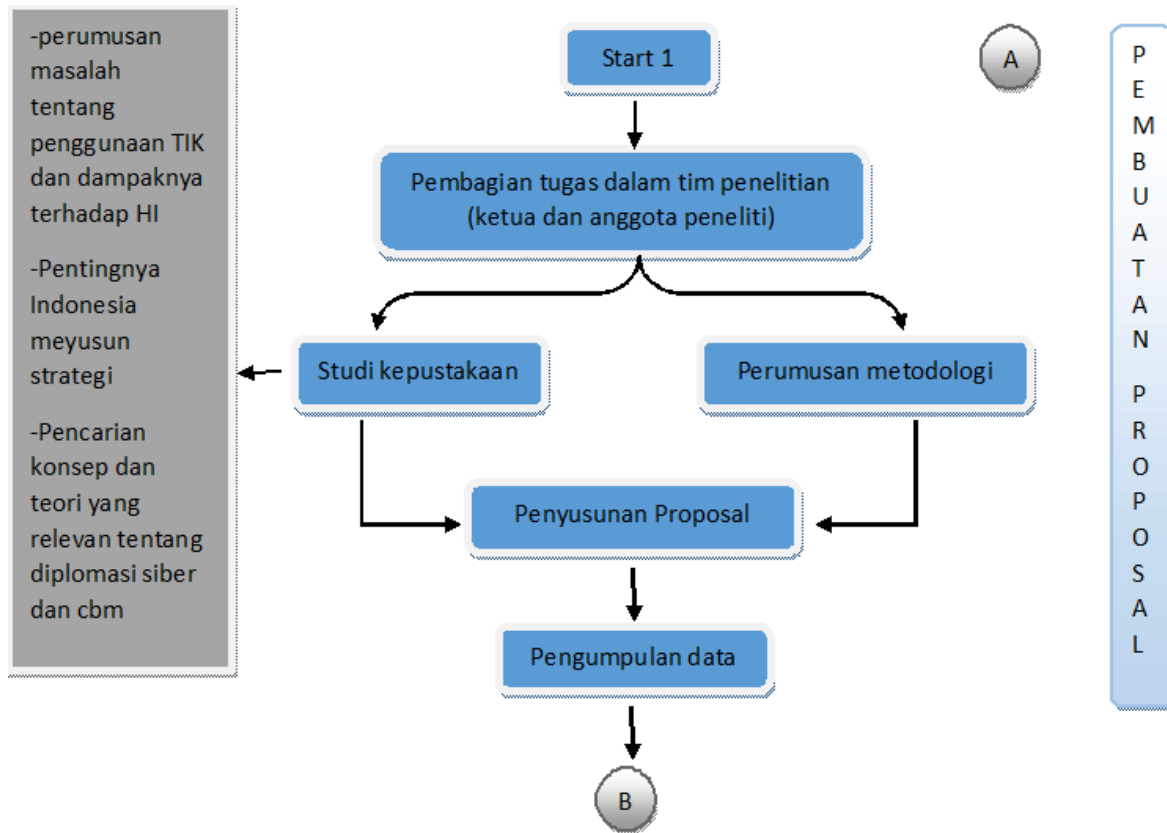 -perumusan
masalah
tentang
penggunaan TIK
dan dampaknya
terhadap HI
-Pentingnya
Indonesia
meyusun
strategi
-Pencarian
konsep dan
teori yang
relevan tentang
diplomasi siber
dan cbm
Start 1
Pembagian tugas dalam tim penelitian
(ketua dan anggota peneliti)
Studi kepustakaan
Perumusan metodologi
Penyusunan Proposal
Pengumpulan data
B
A
P
E
M
B
U
A
T
A
N
P
R
O
P
O
S
A
L